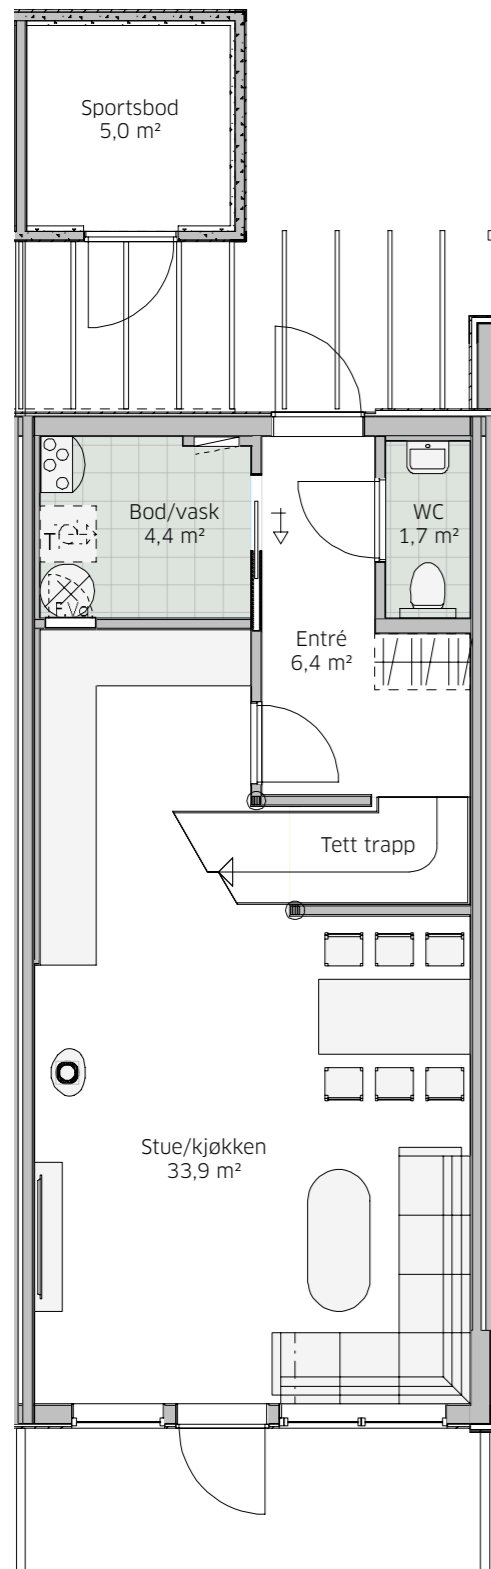 Sportsbod
5,0 m²
Bod/vask
4,4 m²
WC
1,7 m²
Entré
6,4 m²
Tett trapp
Stue/kjøkken
33,9 m²